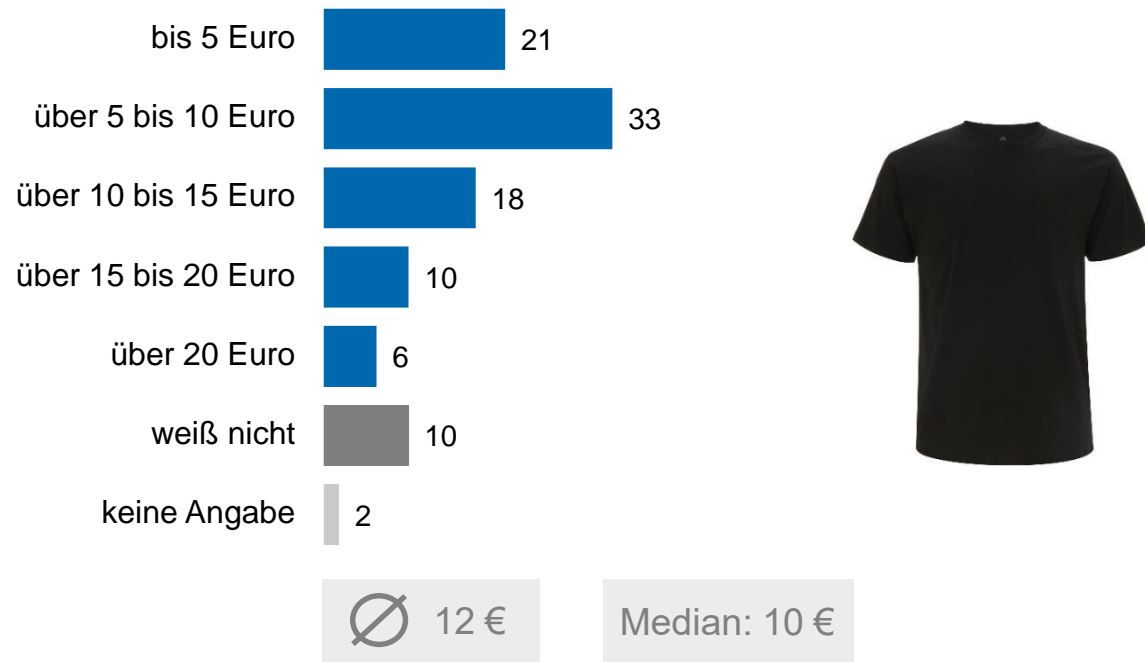 bis 5 Euro 21
über 5 bis 10 Euro 33
über 10 bis 15 Euro 18
über 15 bis 20 Euro 10
über 20 Euro 6
weiß nicht 10
keine Angabe 2
Ø 12 € Median: 10 €